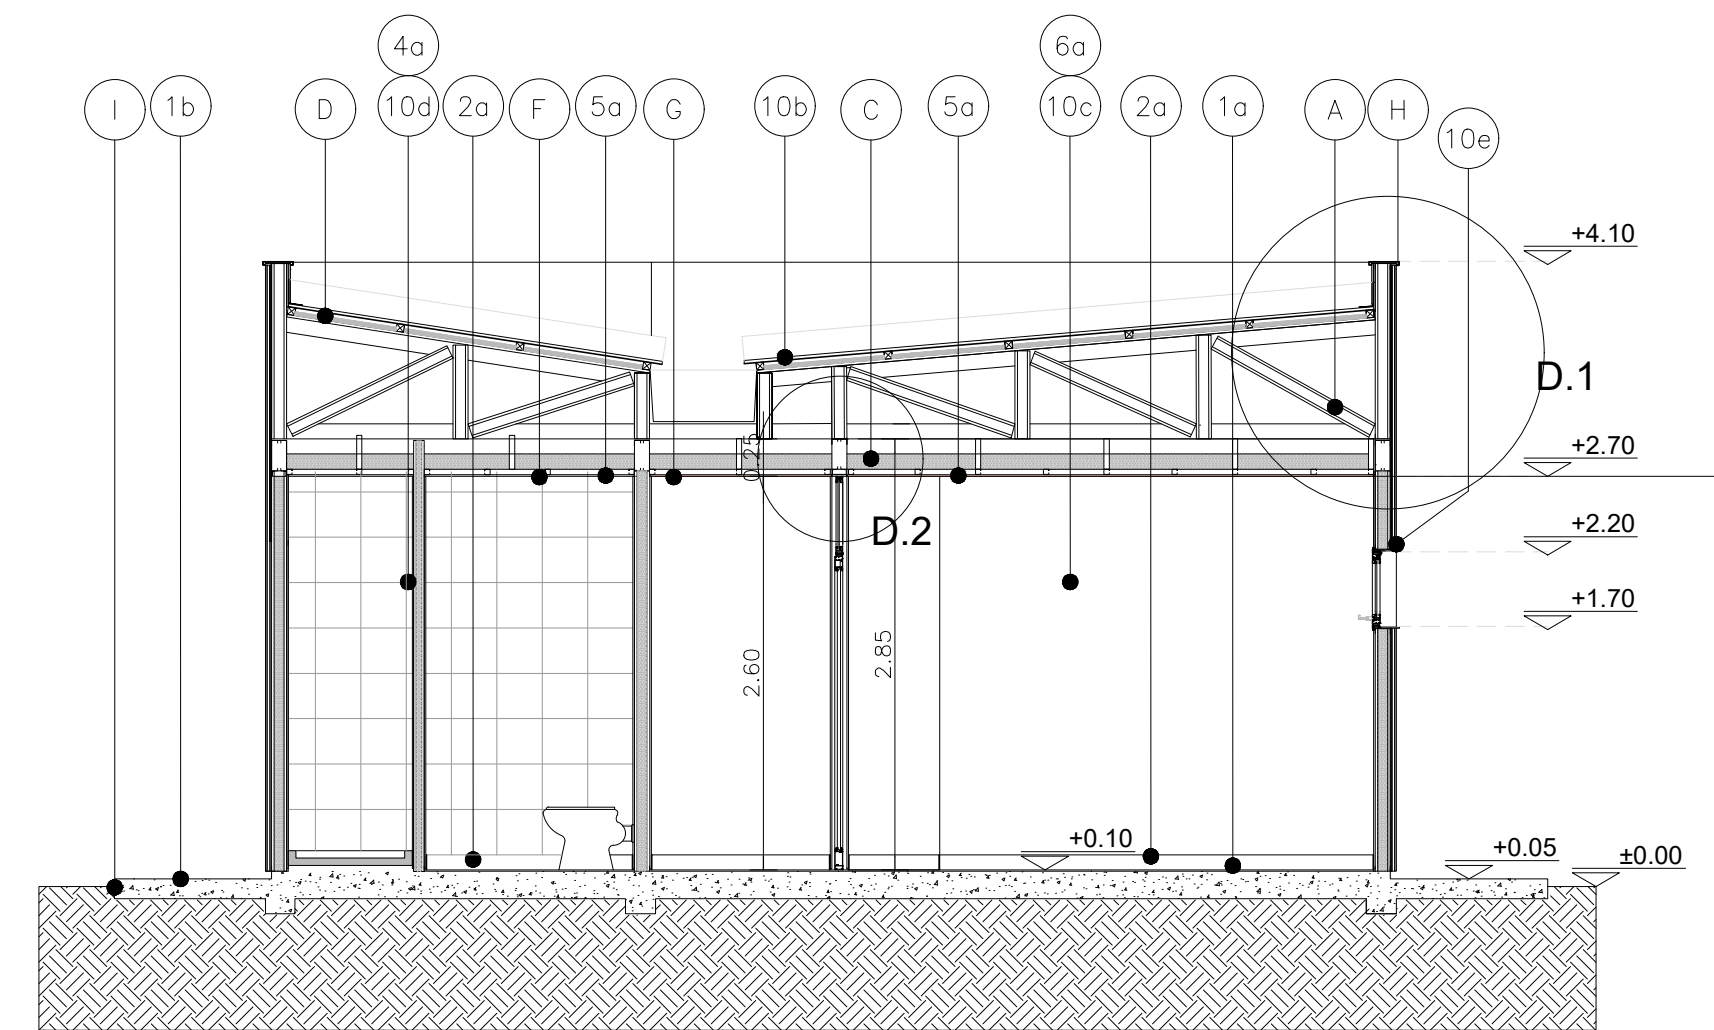 4a 6a
I 1b D 10d 2a F 5a G 10b C 5a 10c 2a 1a A H
10e
+4.10
D.1
+2.70
0.25
D.2
+2.20
+1.70
2.60 2.85
+0.10 +0.05 ±0.00